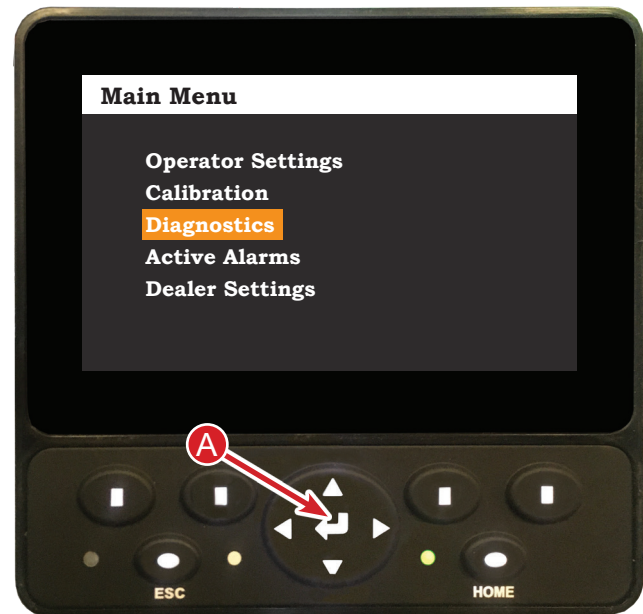 Main Menu
Operator Settings
Calibration
Diagnostics
Active Alarms
Dealer Settings
A
ESC
HOME